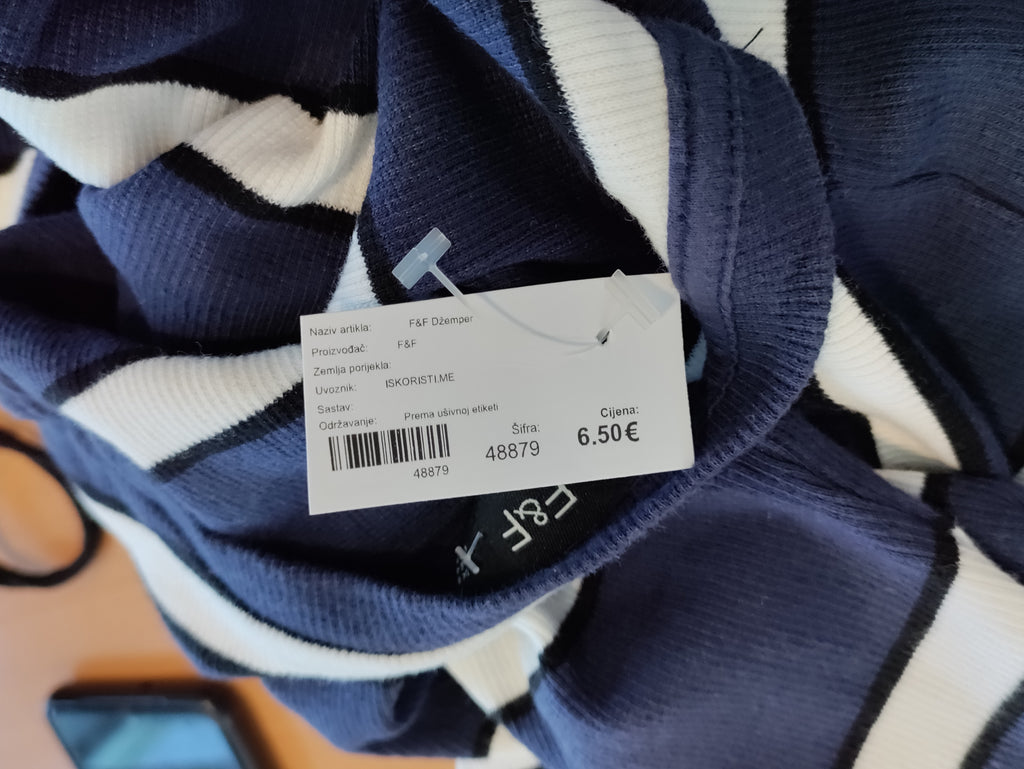 Naziv artikla: F&F Džemper
Proizvođač: F&F
Zemlja porijekla:
Uvoznik: ISKORISTI.ME
Sastav:
Održavanje: Prema ušivnoj etiketi
Šifra: Cijena:
48879 48879 6.50€
F&F